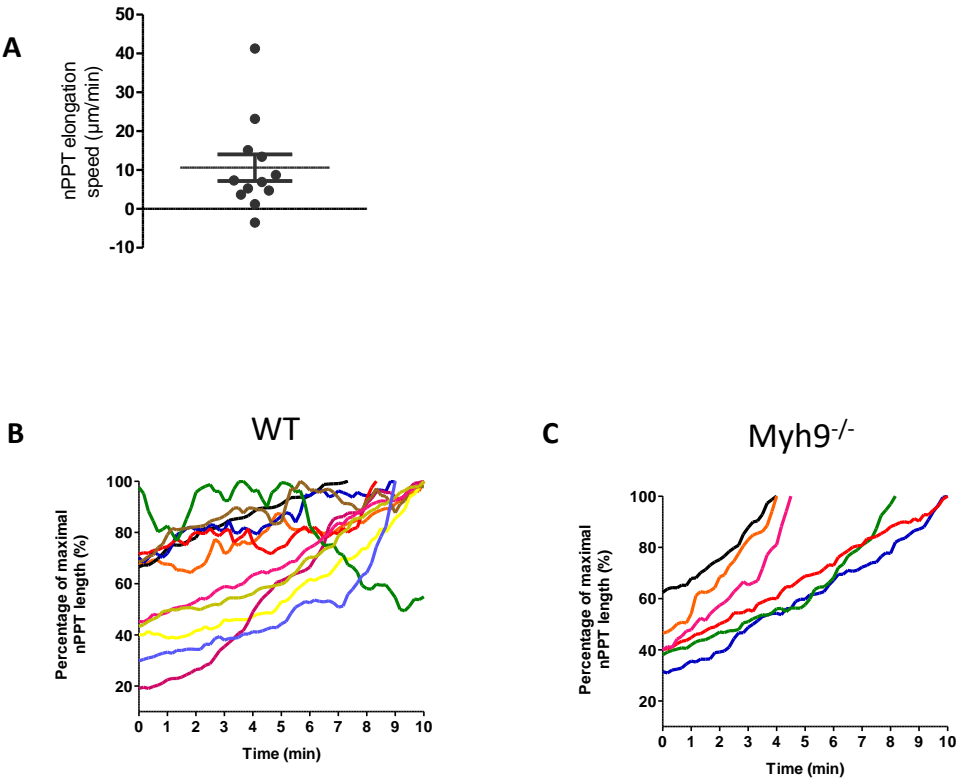 A
nPPT elongation
speed (µm/min)
50
40
30
20
10
0
-10
B
WT
Percentage of maximal
nPPT length (%)
100
80
60
40
20
0 1 2 3 4 5 6 7 8 9 10
Time (min)
C
Myh9-/-
Percentage of maximal
nPPT length (%)
100
80
60
40
20
0 1 2 3 4 5 6 7 8 9 10
Time (min)